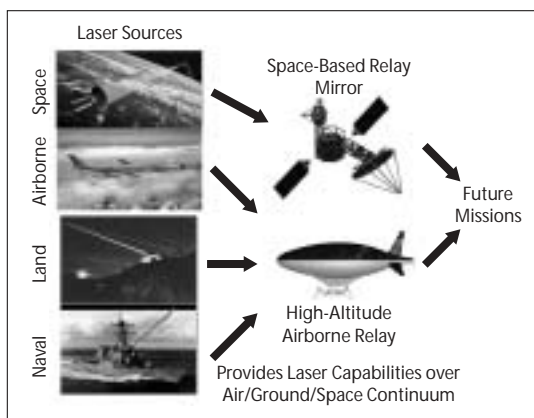 Laser Sources
Space
Airborne
Land
Naval
Space-Based Relay
Mirror
Future
Missions
High-Altitude
Airborne Relay
Provides Laser Capabilities over
Air/Ground/Space Continuum